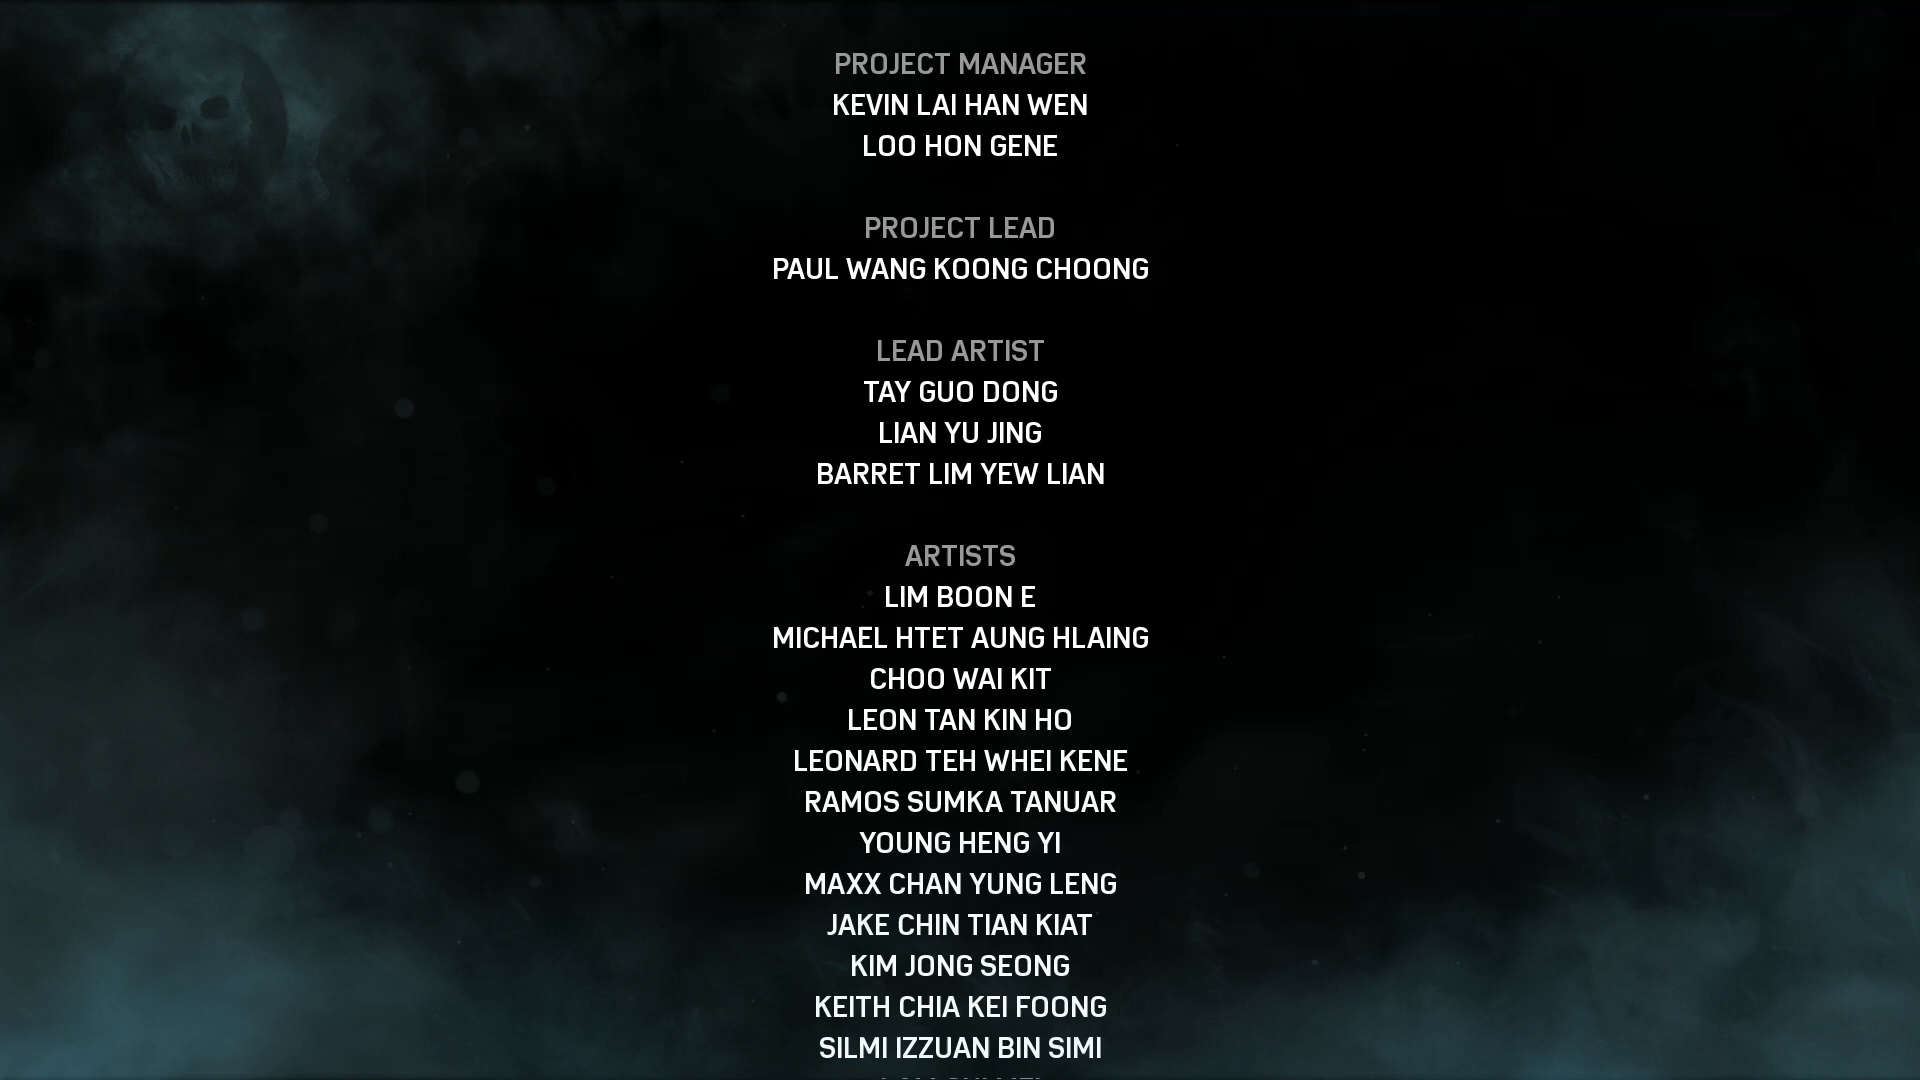 PROJECT MANAGER
KEVIN LAI HAN WEN
LOO HON GENE
PROJECT LEAD
PAUL WANG KOONG CHOONG
LEAD ARTIST
TAY GUO DONG
LIAN YU JING
BARRET LIM YEW LIAN
ARTISTS
LIM BOON E
MICHAEL HTET AUNG HLAING
CHOO WAI KIT
LEON TAN KIN HO
LEONARD TEH WHEI KENE
RAMOS SUMKA TANUAR
YOUNG HENG YI
MAXX CHAN YUNG LENG
JAKE CHIN TIAN KIAT
KIM JONG SEONG
KEITH CHIA KEI FOONG
SILMI IZZUAN BIN SIMI